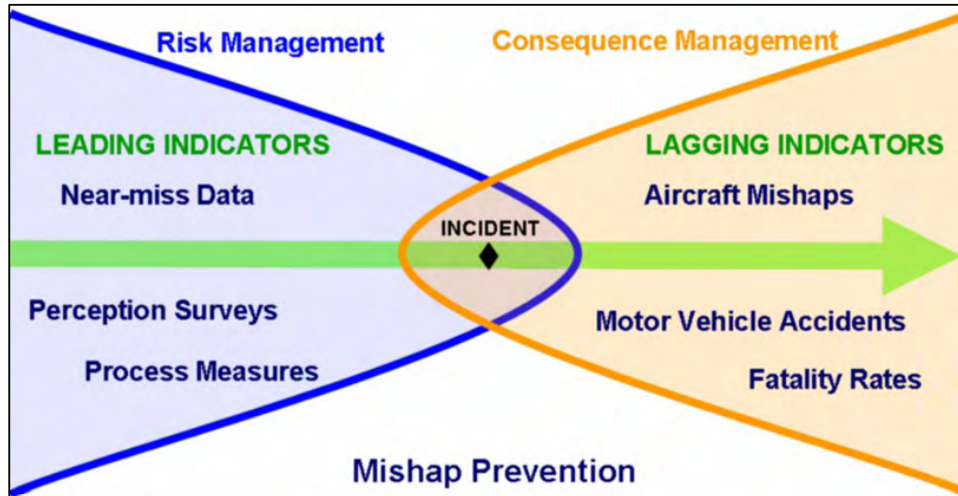 Risk Management
Consequence Management
LEADING INDICATORS
LAGGING INDICATORS
Near-miss Data
Aircraft Mishaps
INCIDENT
Perception Surveys
Motor Vehicle Accidents
Process Measures
Fatality Rates
Mishap Prevention